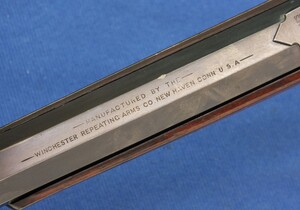 —MANUFACTURED BY THE—
—WINCHESTER REPEATING ARMS CO NEW HAVEN. CONN. U.S.A—